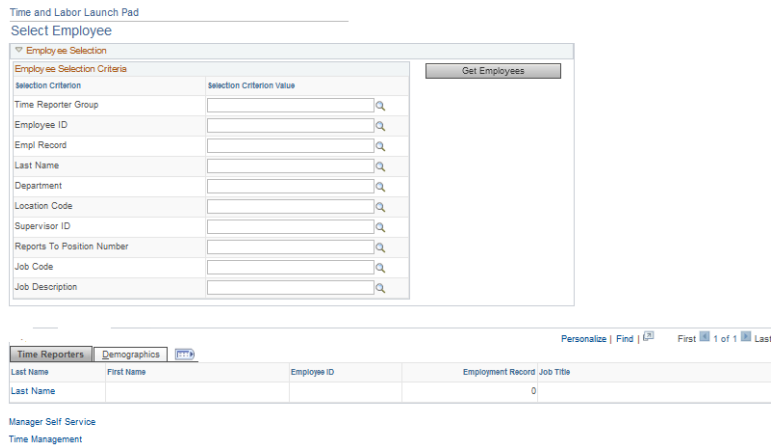 Time and Labor Launch Pad
Select Employee
Employee Selection
Employee Selection Criteria
Get Employees
Selection Criterion Selection Criterion Value
Time Reporter Group
Employee ID
Empl Record
Last Name
Department
Location Code
Supervisor ID
Reports To Position Number
Job Code
Job Description
Personalize | Find | First 1 of 1 Last
Time Reporters Demographics
Last Name First Name Employee ID Employment Record Job Title
Last Name 0
Manager Self Service
Time Management